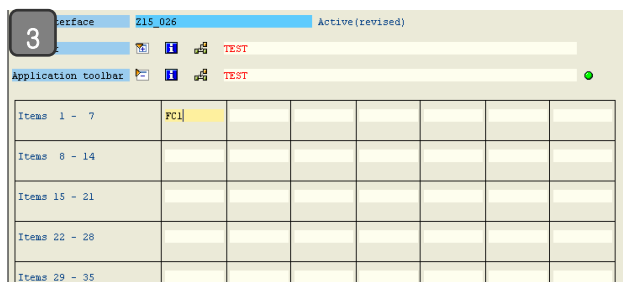 erface Z15_026 Active(revised)
3 TEST
Application toolbar TEST
Items 1 - 7 FC1
Items 8 - 14
Items 15 - 21
Items 22 - 28
Items 29 - 35